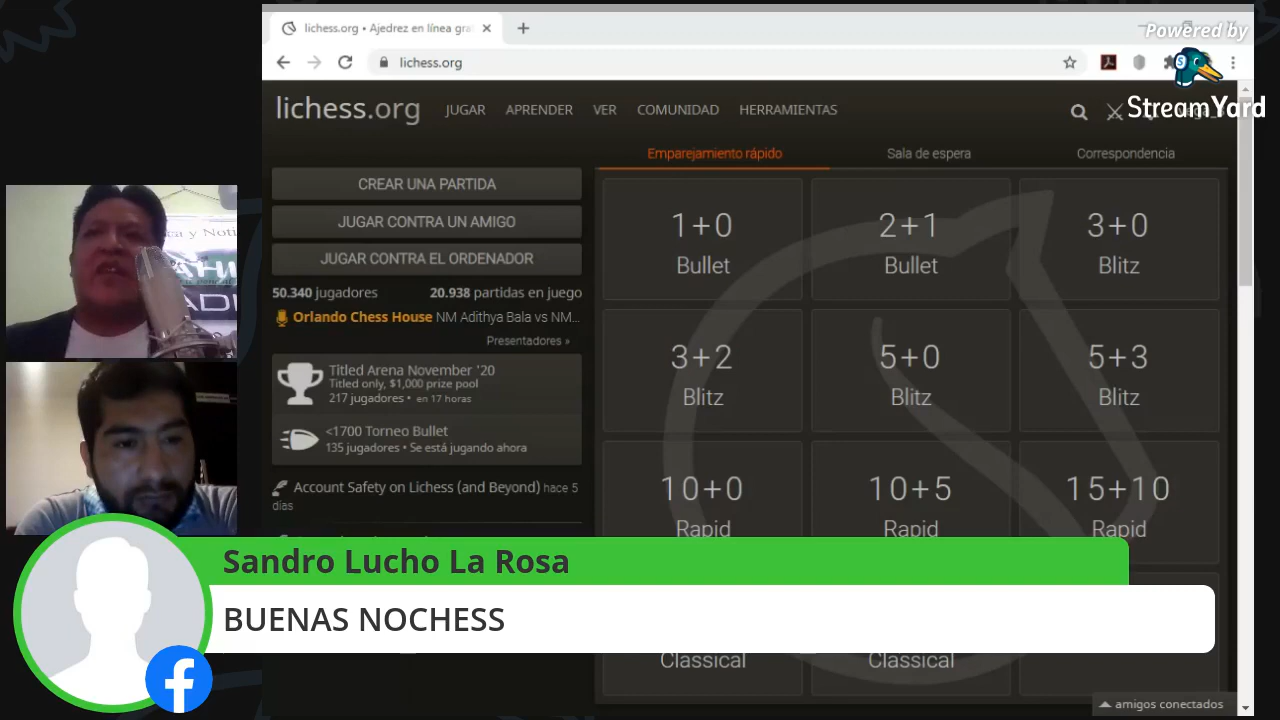 lichess.org • Ajedrez en línea gra
lichess.org
Powered by
StreamYard
lichess.org
JUGAR
APRENDER
VER
COMUNIDAD
HERRAMIENTAS
Emparejamiento rápido
Sala de espera
Correspondencia
CREAR UNA PARTIDA
JUGAR CONTRA UN AMIGO
JUGAR CONTRA EL ORDENADOR
50.340 jugadores
20.938 partidas en juego
Orlando Chess House NM Adithya Bala vs NM...
Presentadores »
Titled Arena November '20
Titled only, $1,000 prize pool
217 jugadores • en 17 horas
<1700 Torneo Bullet
135 jugadores • Se está jugando ahora
Account Safety on Lichess (and Beyond) hace 5
días
1+0
Bullet
2+1
Bullet
3+0
Blitz
3+2
Blitz
5+0
Blitz
5+3
Blitz
10+0
Rapid
10+5
Rapid
15+10
Rapid
Classical
Classical
amigos conectados
ca y Noti
Sandro Lucho La Rosa
BUENAS NOCHESS